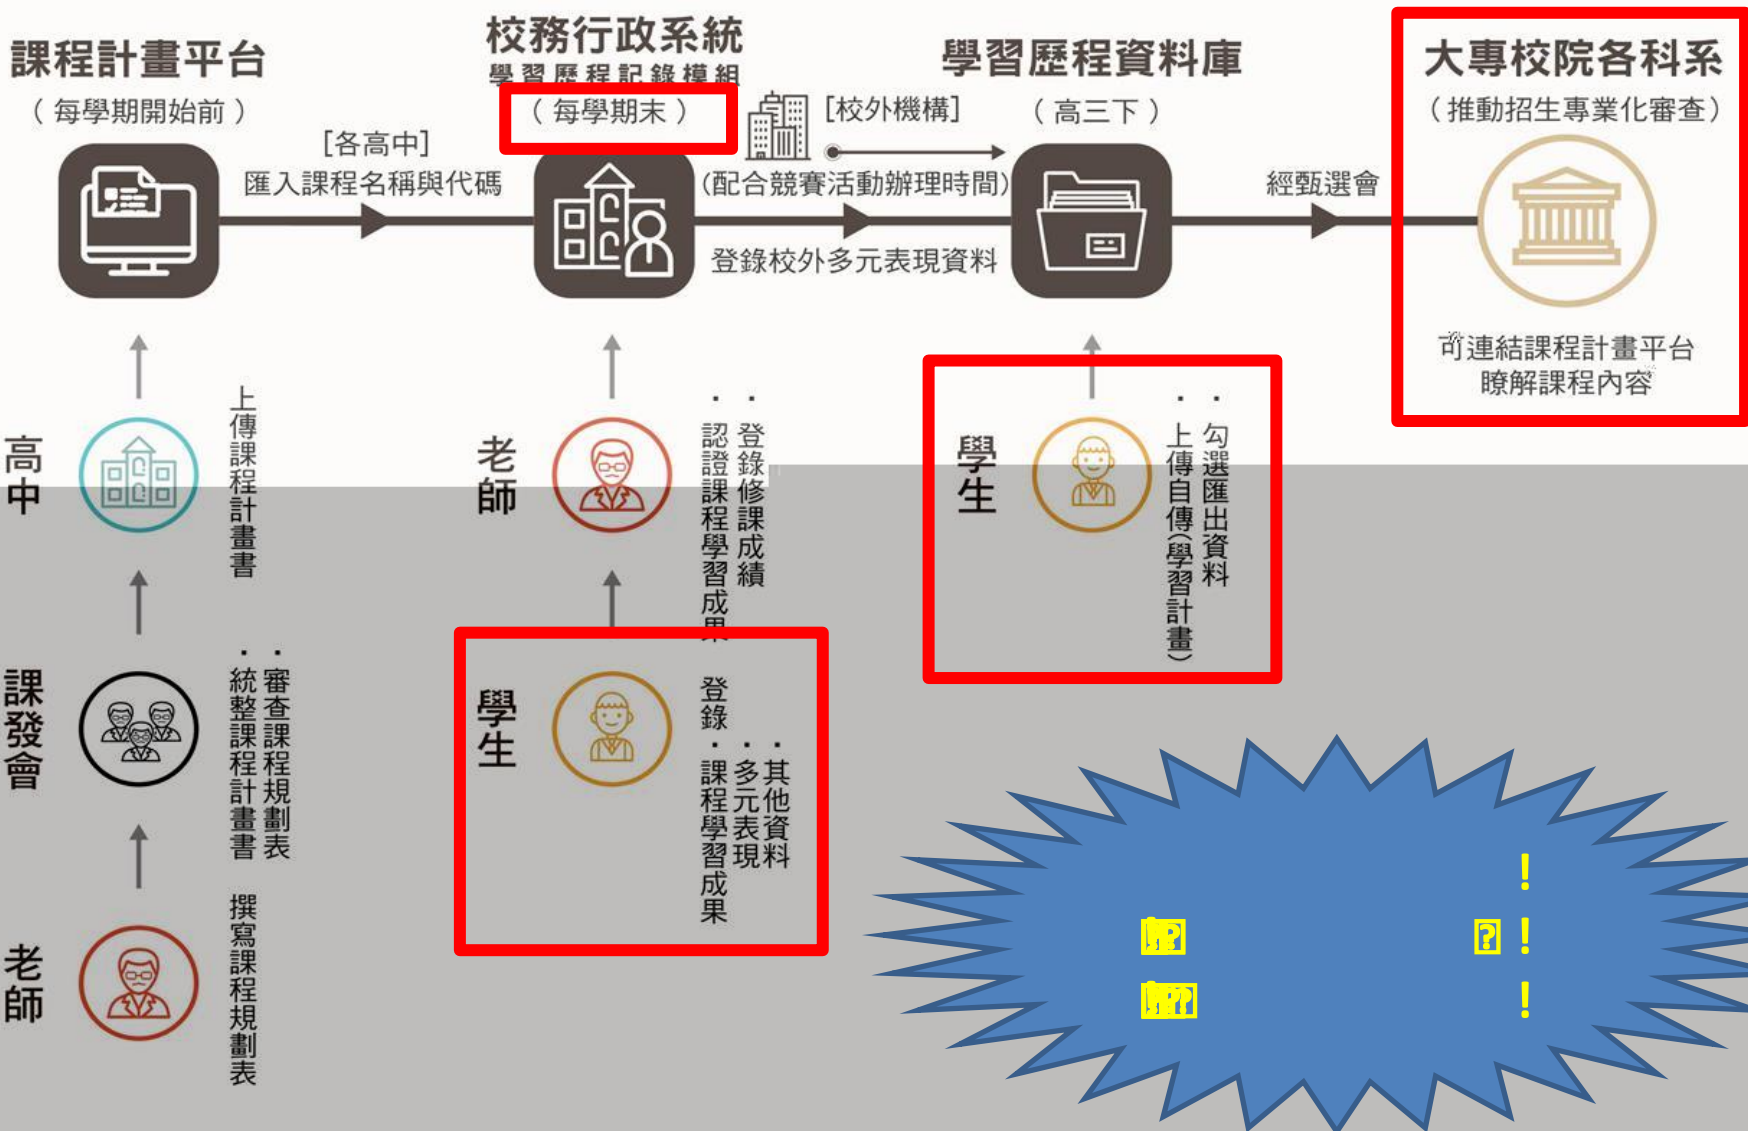 課程計畫平台
（每學期開始前）
校務行政系統
學習歷程記錄模組
（每學期末）
學習歷程資料庫
（高三下）
大專校院各科系
（推動招生專業化審查）
[各高中]
匯入課程名稱與代碼
[校外機構]
(配合競賽活動辦理時間)
登錄校外多元表現資料
經甄選會
可連結課程計畫平台
瞭解課程內容
高中
上傳課程計畫書
課發會
・審查課程規劃表
・統整課程計畫書
老師
撰寫課程規劃表
老師
・登錄修課成績
・認證課程學習成果
學生
登錄
・其他資料
・多元表現
・課程學習成果
學生
・勾選匯出資料
・上傳自傳(學習計畫)
!
!
!